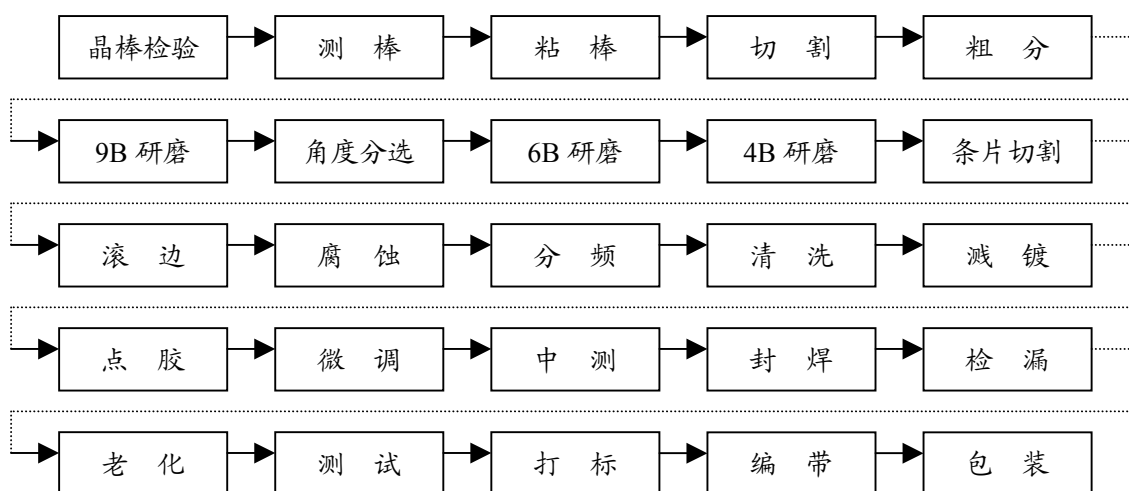 晶棒检验 测 棒 粘 棒 切 割 粗 分
9B 研磨 角度分选 6B 研磨 4B 研磨 条片切割
滚 边 腐 蚀 分 频 清 洗 溅 镀
点 胶 微 调 中 测 封 焊 检 漏
老 化 测 试 打 标 编 带 包 装